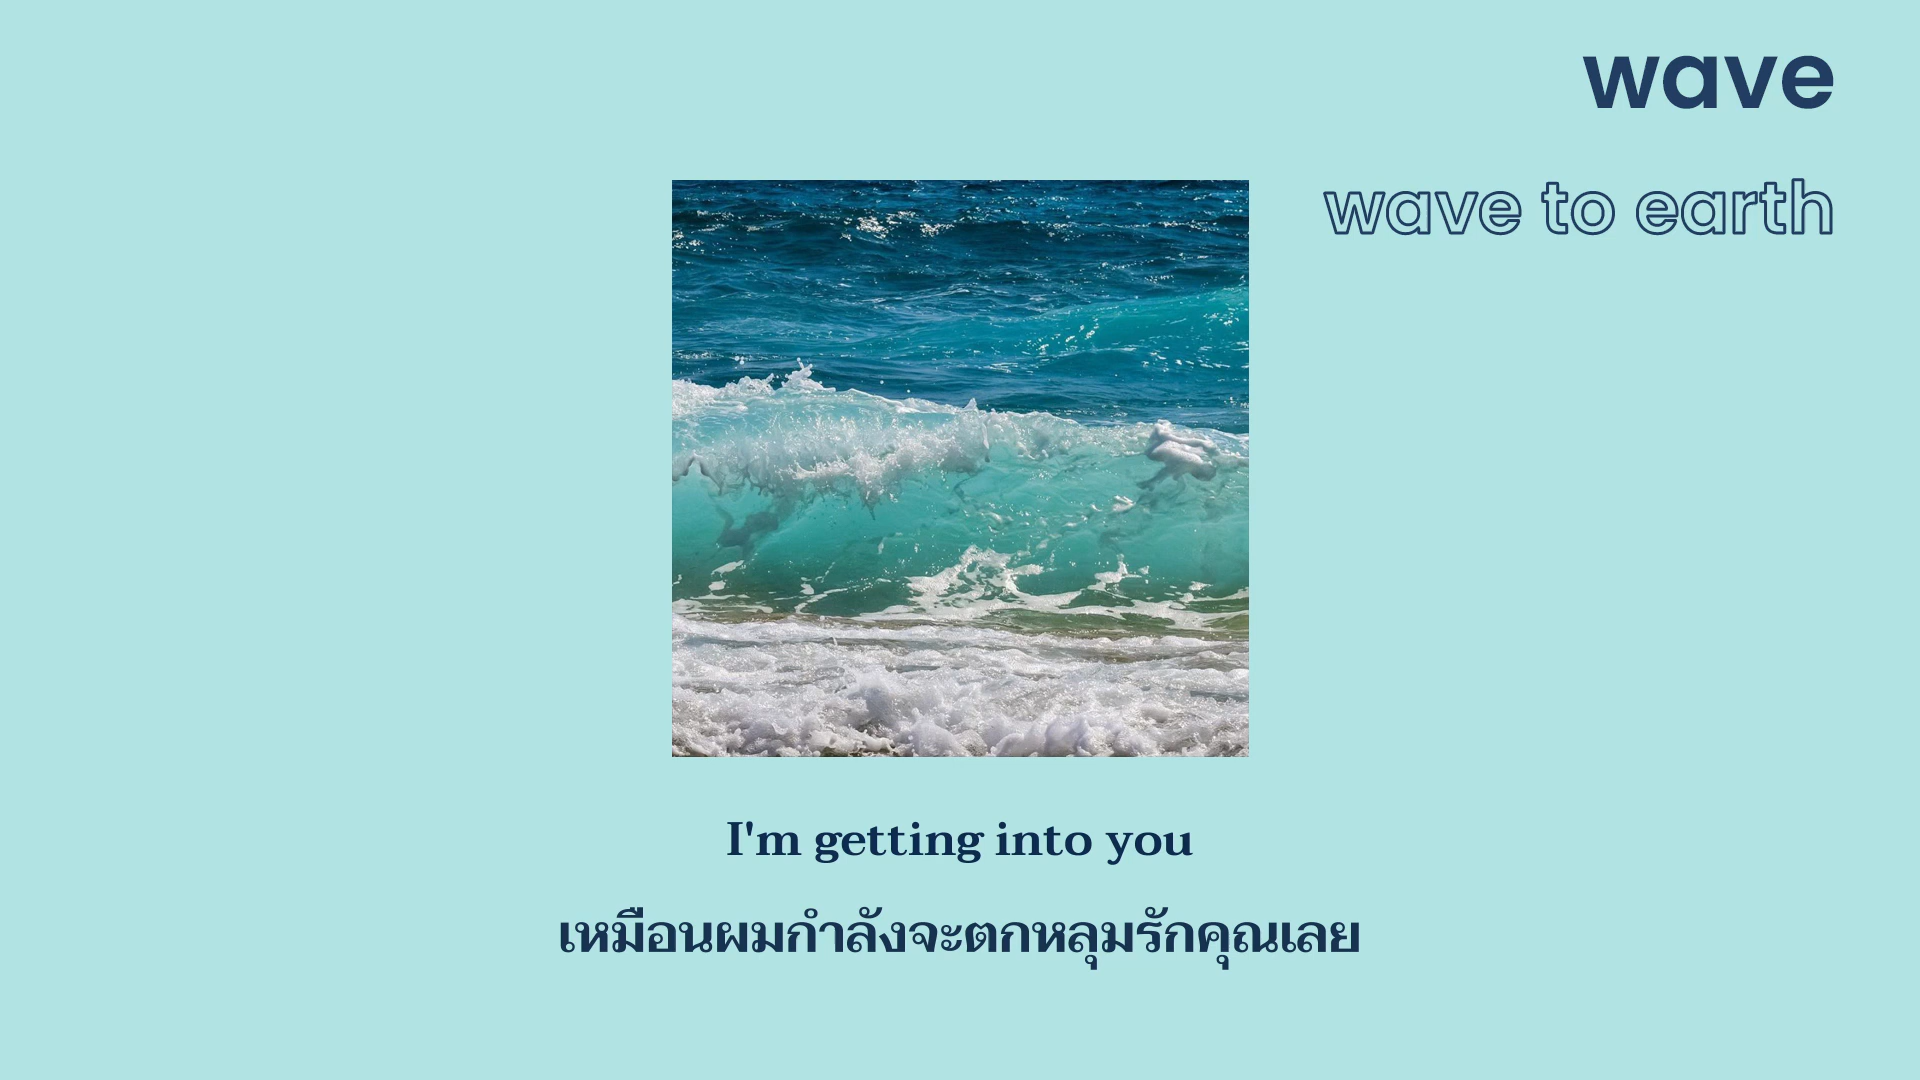 wave
wave to earth
I'm getting into you
เหมือนผมกำลังจะตกหลุมรักคุณเลย